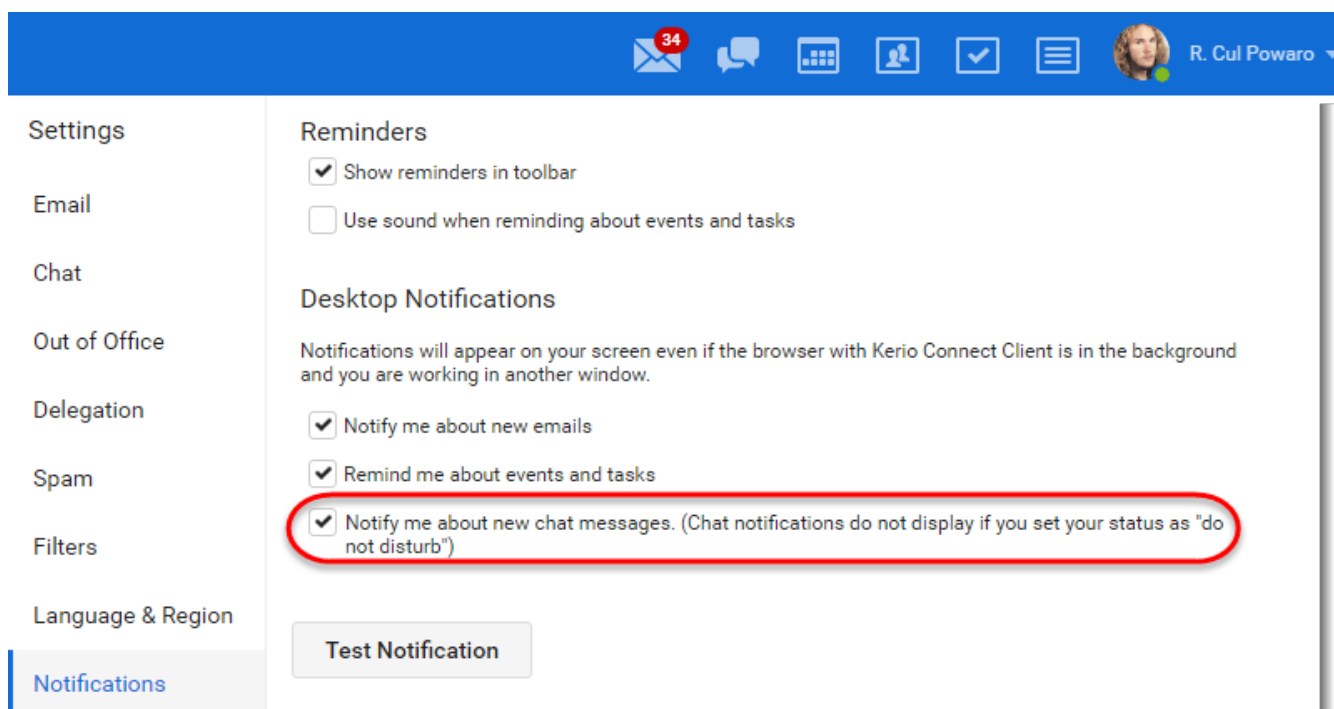 34
R. Cul Powaro
Settings
Email
Chat
Out of Office
Delegation
Spam
Filters
Language & Region
Notifications
Reminders
Show reminders in toolbar
Use sound when reminding about events and tasks
Desktop Notifications
Notifications will appear on your screen even if the browser with Kerio Connect Client is in the background
and you are working in another window.
Notify me about new emails
Remind me about events and tasks
Notify me about new chat messages. (Chat notifications do not display if you set your status as "do
not disturb")
Test Notification